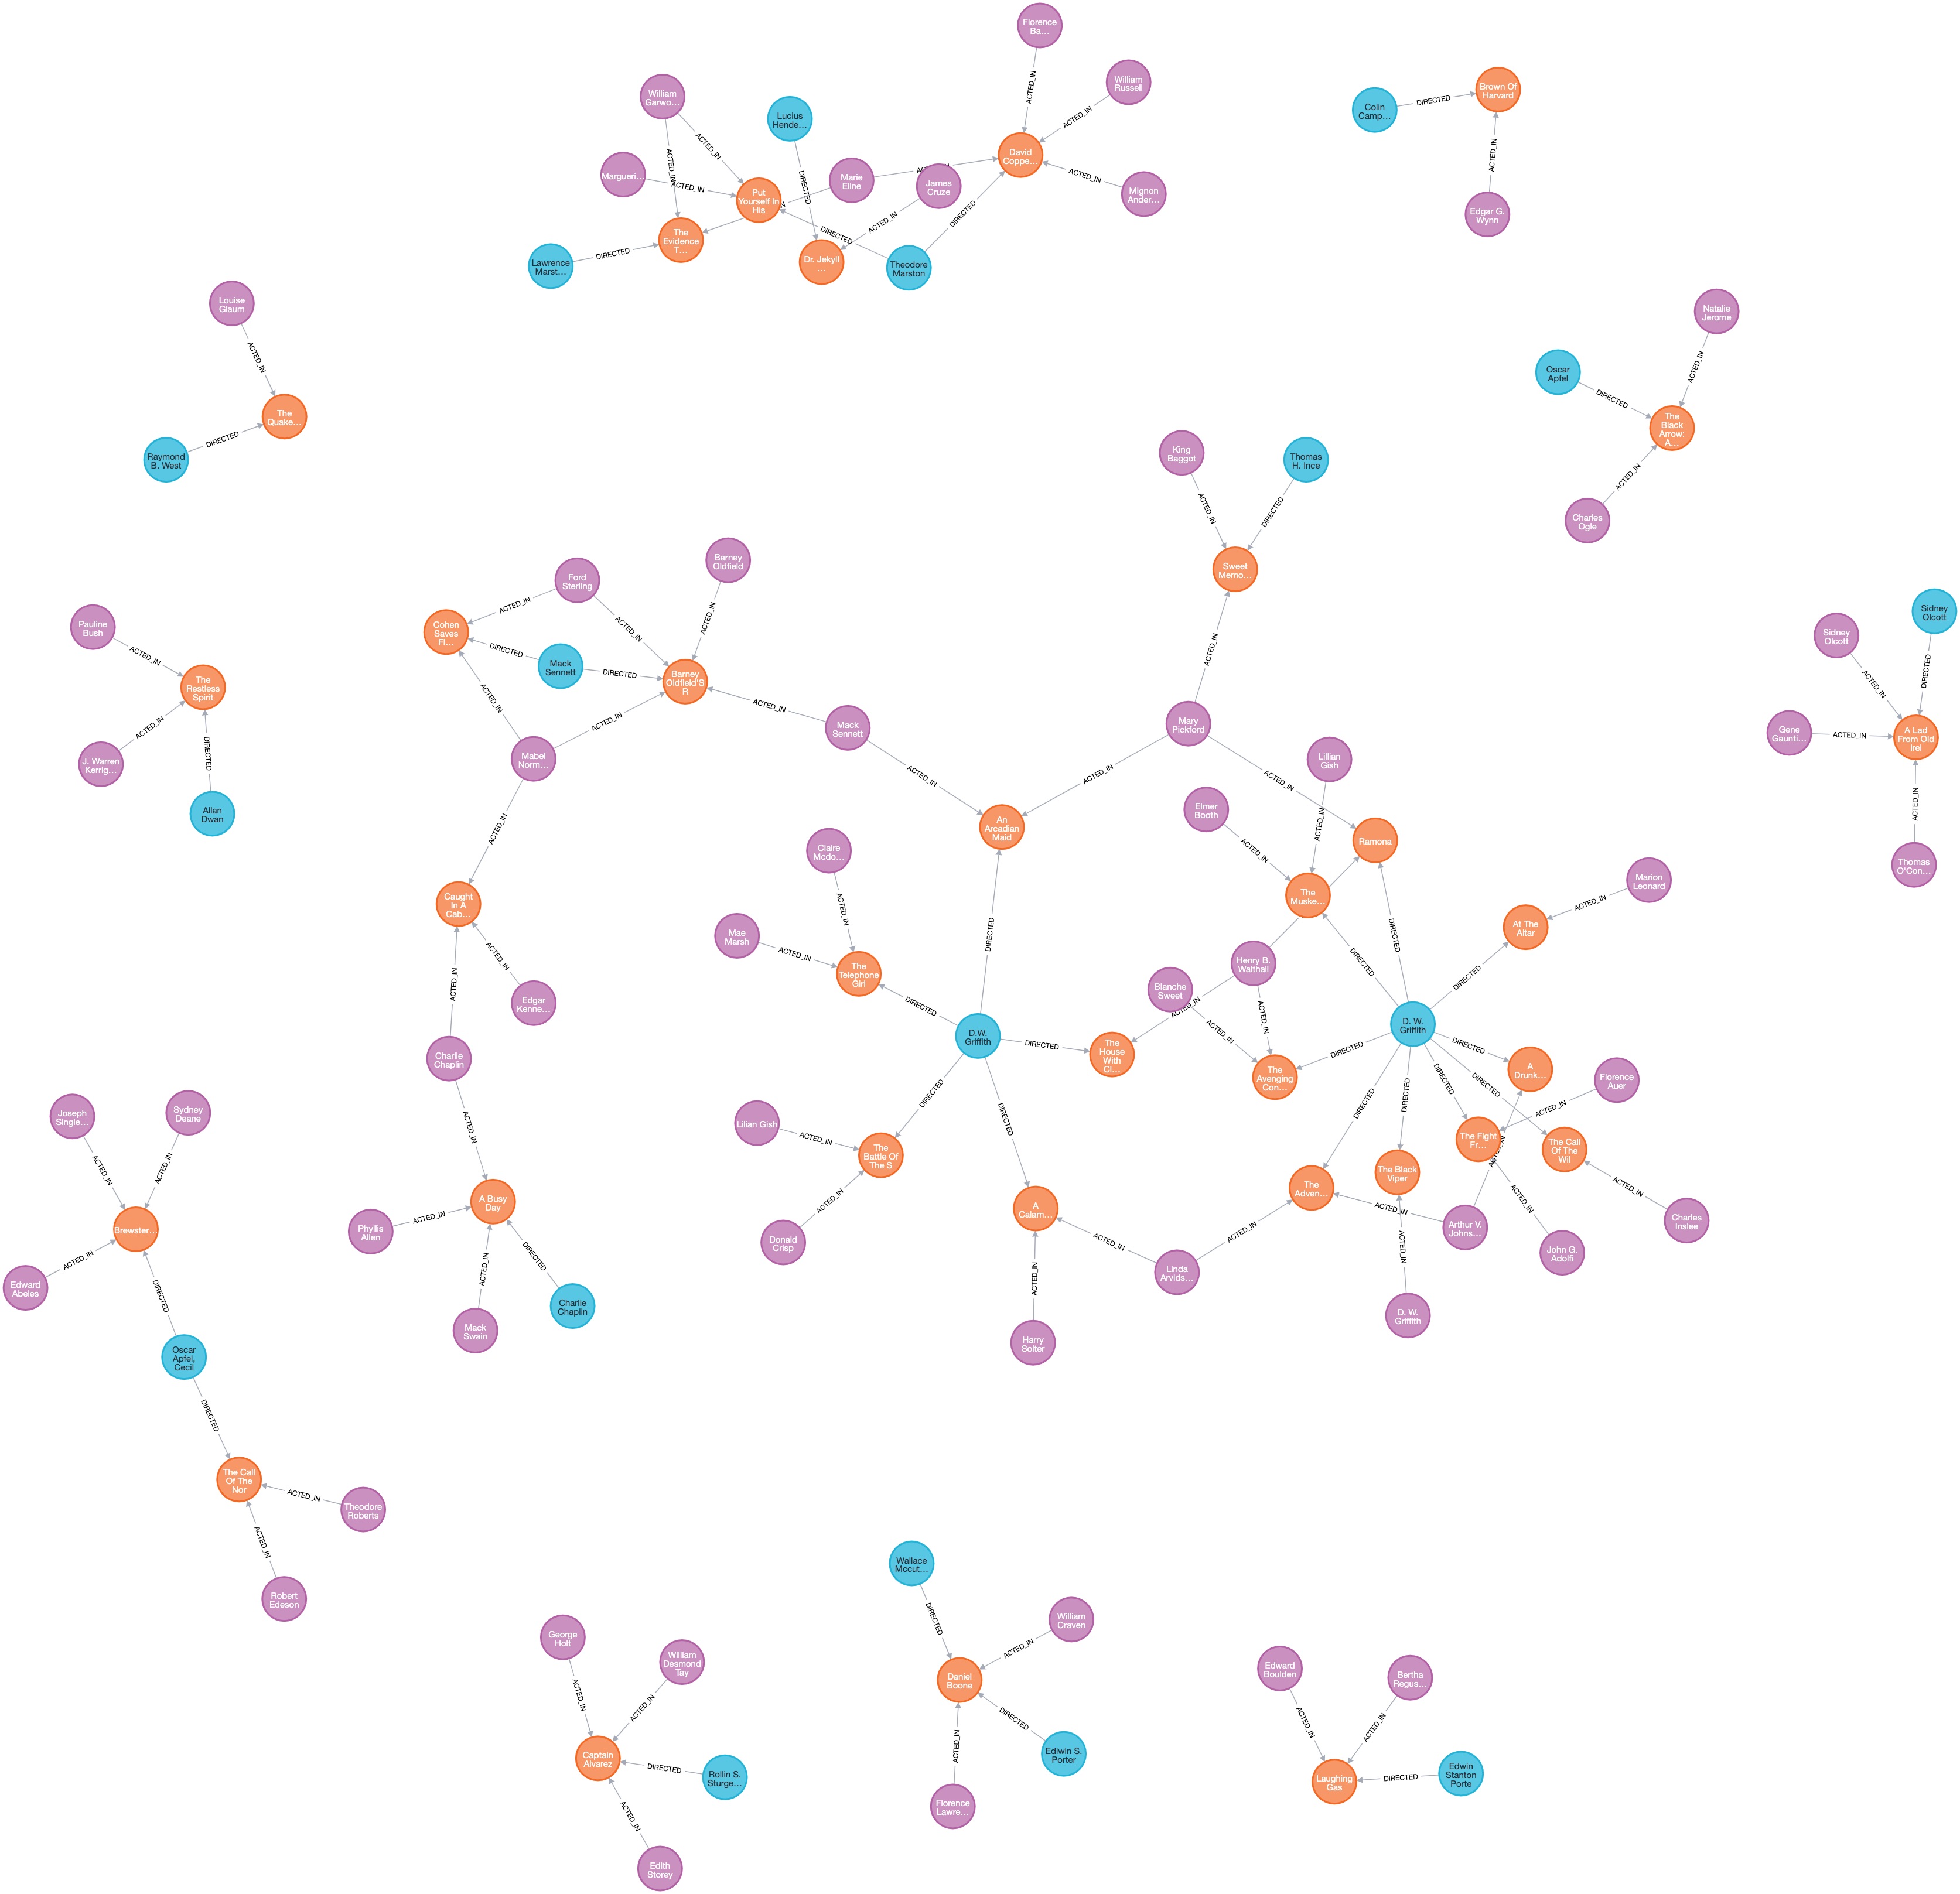 Florence
Ba...
William
Russell
William
Garwo...
Lucius
Hende...
Colin
Camp...
Brown Of
Harvard
DIRECTED
ACTED_IN
Edgar G.
Wynn
ACTED_IN
ACTED_IN
David
Coppe...
ACTED_IN
Mignon
Ander...
Margueri...
ACTED_IN
ACTED_IN
ACTED_IN
Put
Yourself In
His
DIRECTED
Marie
Eline
James
Cruze
ACTED_IN
DIRECTED
DIRECTED
The
Evidence
T...
Lawrence
Marst...
DIRECTED
Dr. Jekyll
...
Theodore
Marston
Louise
Glaum
ACTED_IN
The
Quake...
DIRECTED
Raymond
B. West
Natalie
Jerome
Oscar
Apfel
ACTED_IN
DIRECTED
The
Black
Arrow:
A...
ACTED_IN
Charles
Ogle
King
Baggot
Thomas
H. Ince
ACTED_IN
DIRECTED
Sweet
Memo...
ACTED_IN
Mary
Pickford
Ford
Sterling
Barney
Oldfield
ACTED_IN
ACTED_IN
ACTED_IN
Cohen
Saves
Fl...
DIRECTED
Mack
Sennett
DIRECTED
Barney
Oldfield'S
R
ACTED_IN
ACTED_IN
ACTED_IN
Mabel
Norm...
Mack
Sennett
ACTED_IN
ACTED_IN
ACTED_IN
An
Arcadian
Maid
Pauline
Bush
ACTED_IN
The
Restless
Spirit
ACTED_IN
J. Warren
Kerrig...
DIRECTED
Allan
Dwan
Sidney
Olcott
Sidney
Olcott
ACTED_IN
DIRECTED
Gene
Gaunti...
ACTED_IN
A Lad
From Old
Irel
ACTED_IN
Thomas
O'Con...
Lillian
Gish
Elmer
Booth
ACTED_IN
ACTED_IN
Ramona
The
Muske...
Marion
Leonard
ACTED_IN
At The
Altar
DIRECTED
DIRECTED
DIRECTED
Henry B.
Walthall
Blanche
Sweet
ACTED_IN
ACTED_IN
ACTED_IN
D. W.
Griffith
ACTED_IN
Caught
In A
Cab...
ACTED_IN
ACTED_IN
Edgar
Kenne...
Charlie
Chaplin
ACTED_IN
Claire
Mcdo...
ACTED_IN
Mae
Marsh
ACTED_IN
The
Telephone
Girl
DIRECTED
DIRECTED
D.W.
Griffith
DIRECTED
The
House
With
Cl...
The
Avenging
Con...
DIRECTED
DIRECTED
A
Drunk...
DIRECTED
DIRECTED
DIRECTED
DIRECTED
Florence
Auer
ACTED_IN
The Fight
Fr...
The Call
Of The
Wil
ACTED_IN
Charles
Inslee
ACTED_IN
John G.
Adolfi
DIRECTED
DIRECTED
Lilian Gish
ACTED_IN
The
Battle Of
The S
ACTED_IN
Donald
Crisp
A
Calam...
ACTED_IN
ACTED_IN
Harry
Solter
Linda
Arvids...
ACTED_IN
The
Adven...
The Black
Viper
ACTED_IN
Arthur V.
Johns...
ACTED_IN
D. W.
Griffith
Joseph
Single...
Sydney
Deane
ACTED_IN
ACTED_IN
Brewster...
ACTED_IN
Edward
Abeles
DIRECTED
Oscar
Apfel,
Cecil
DIRECTED
The Call
Of The
Nor
ACTED_IN
Theodore
Roberts
ACTED_IN
Robert
Edeson
Phyllis
Allen
ACTED_IN
A Busy
Day
ACTED_IN
DIRECTED
Mack
Swain
Charlie
Chaplin
George
Holt
William
Desmond
Tay
ACTED_IN
ACTED_IN
Captain
Alvarez
DIRECTED
Rollin S.
Sturge...
ACTED_IN
Edith
Storey
Wallace
Mccut...
DIRECTED
William
Craven
ACTED_IN
Daniel
Boone
DIRECTED
Ediwin S.
Porter
ACTED_IN
Florence
Lawre...
Edward
Boulden
Bertha
Regus...
ACTED_IN
ACTED_IN
Laughing
Gas
DIRECTED
Edwin
Stanton
Porte